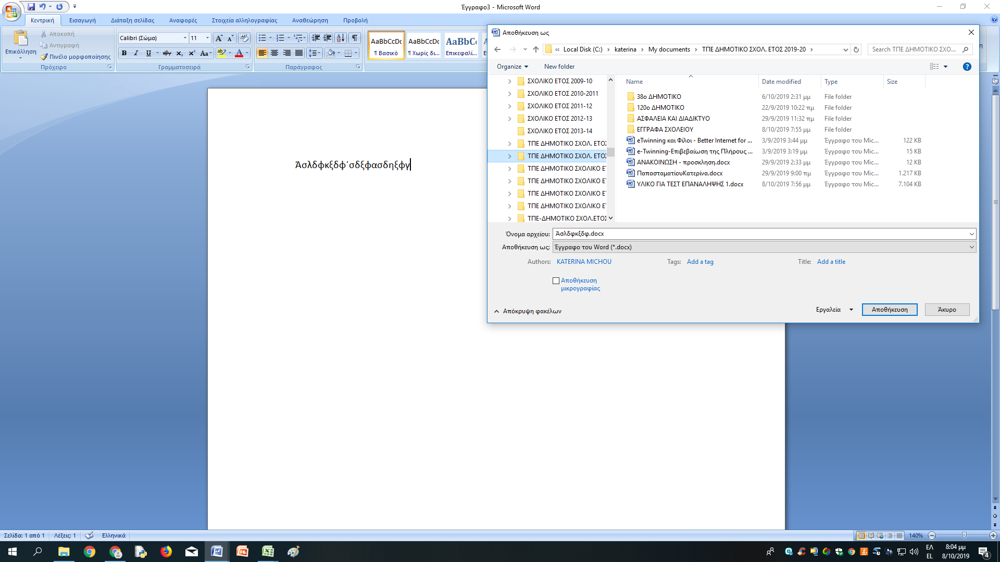 Έγγραφο3 - Microsoft Word
Κεντρική Εισαγωγή Διάταξη σελίδας Αναφορές Στοιχεία αλληλογραφίας Αναθεώρηση Προβολή
Επικόλληση
Αποκοπή
Αντιγραφή
Πινέλο μορφοποίησης
Πρόχειρο
Calibri (Σώμα) 11
Γραμματοσειρά
Παράγραφος
AaBbCcDc AaBbCcDc AaBbCc
¶ Βασικό ¶ Χωρίς δι... Επικεφαλί...
Άσλδφκξδφ΄σδξφασδηξφγ
Αποθήκευση ως
« Local Disk (C:) › katerina › My documents › ΤΠΕ ΔΗΜΟΤΙΚΟ ΣΧΟΛ. ΕΤΟΣ 2019-20 ›
Search ΤΠΕ ΔΗΜΟΤΙΚΟ ΣΧΟ...
Organize New folder
ΣΧΟΛΙΚΟ ΕΤΟΣ 2009-10
ΣΧΟΛΙΚΟ ΕΤΟΣ 2010-2011
ΣΧΟΛΙΚΟ ΕΤΟΣ 2011-12
ΣΧΟΛΙΚΟ ΕΤΟΣ 2012-13
ΣΧΟΛΙΚΟ ΕΤΟΣ 2013-14
ΤΠΕ ΔΗΜΟΤΙΚΟ ΣΧΟΛ. ΕΤΟΣ
ΤΠΕ ΔΗΜΟΤΙΚΟ ΣΧΟΛ. ΕΤΟΣ
ΤΠΕ ΔΗΜΟΤΙΚΟ ΣΧΟΛΙΚΟ ΕΤ
ΤΠΕ ΔΗΜΟΤΙΚΟ ΣΧΟΛΙΚΟ ΕΤ
ΤΠΕ ΔΗΜΟΤΙΚΟ ΣΧΟΛΙΚΟ ΕΤ
ΤΠΕ ΔΗΜΟΤΙΚΟ ΣΧΟΛΙΚΟ ΕΤ
ΤΠΕ-ΔΗΜΟΤΙΚΟ ΣΧΟΛ.ΕΤΟΣ
Name Date modified Type Size
38ο ΔΗΜΟΤΙΚΟ 6/10/2019 2:31 μμ File folder
120ο ΔΗΜΟΤΙΚΟ 22/9/2019 10:22 πμ File folder
ΑΣΦΑΛΕΙΑ ΚΑΙ ΔΙΑΔΙΚΤΥΟ 29/9/2019 11:32 πμ File folder
ΕΓΓΡΑΦΑ ΣΧΟΛΕΙΟΥ 8/10/2019 7:55 μμ File folder
eTwinning και Φίλοι - Better Internet for ... 3/9/2019 3:44 μμ Έγγραφο του Mic... 122 KB
e-Twinning-Επιβεβαίωση της Πλήρους ... 3/9/2019 3:19 μμ Έγγραφο του Mic... 15 KB
ΑΝΑΚΟΙΝΩΣΗ - προσκληση.docx 29/9/2019 2:33 μμ Έγγραφο του Mic... 12 KB
ΠαπασταματίουΚατερίνα.docx 29/9/2019 9:00 πμ Έγγραφο του Mic... 1.217 KB
ΥΛΙΚΟ ΓΙΑ ΤΕΣΤ ΕΠΑΝΑΛΗΨΗΣ 1.docx 8/10/2019 7:56 μμ Έγγραφο του Mic... 7.104 KB
Όνομα αρχείου: Άσλδφκξδφ.docx
Αποθήκευση ως: Έγγραφο του Word (*.docx)
Authors: KATERINA MICHOU Tags: Add a tag Title: Add a title
Αποθήκευση
μικρογραφίας
Απόκρυψη φακέλων Εργαλεία Αποθήκευση Άκυρο
Σελίδα: 1 από 1 Λέξεις: 1 Ελληνικά 140%
ΕΛ 8:04 μμ
EL 8/10/2019 4